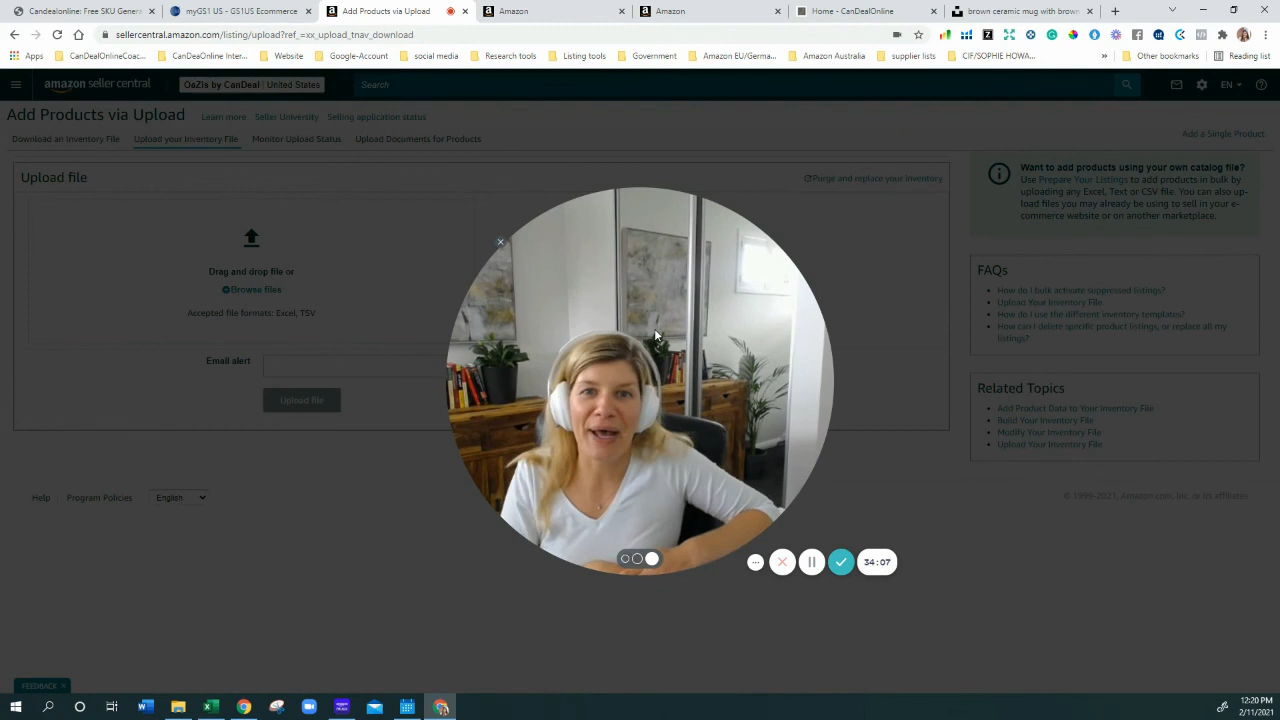 Candealonline: Free SKU Gener
myGS1 US - GS1US Ecommerce
Add Products via Upload
Amazon
Amazon
Home - CanDealOnline
brown ceramic mug with brown
sellercentral.amazon.com/listing/upload?ref_=xx_upload_tnav_download
Apps
CanDealOnlineCoac...
CanDealOnline Inter...
Website
Google-Account
social media
Research tools
Listing tools
Government
Amazon EU/Germa...
Amazon Australia
supplier lists
CIF/SOPHIE HOWA...
»
Other bookmarks
Reading list
amazon seller central
OaZis by CanDeal | United States
Search
EN
Add Products via Upload
Learn more
Seller University
Selling application status
Download an Inventory File
Upload your Inventory File
Monitor Upload Status
Upload Documents for Products
Add a Single Product
Upload file
Purge and replace your inventory
Drag and drop file or
Browse files
Accepted file formats: Excel, TSV
Email alert
Upload file
Want to add products using your own catalog file?
Use Prepare Your Listings to add products in bulk by
uploading any Excel, Text or CSV file. You can also up-
load files you may already be using to sell in your e-
commerce website or on another marketplace.
FAQs
How do I bulk activate suppressed listings?
Upload Your Inventory File
How do I use the different inventory templates?
How can I delete specific product listings, or replace all my
listings?
Related Topics
Add Product Data to Your Inventory File
Build Your Inventory File
Modify Your Inventory File
Upload Your Inventory File
Help
Program Policies
English
© 1999-2021, Amazon.com, Inc. or its affiliates
34:07
FEEDBACK
12:20 PM
2/11/2021